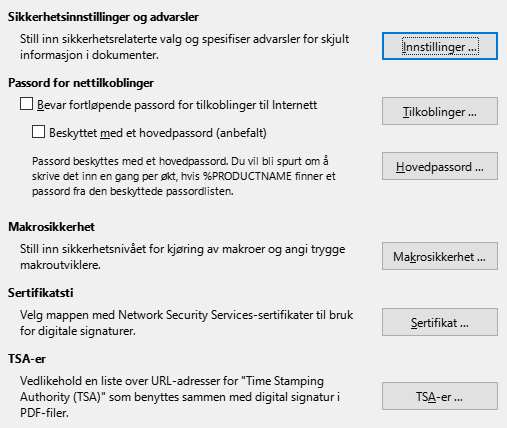 Sikkerhetsinnstillinger og advarsler
Still inn sikkerhetsrelaterte valg og spesifiser advarsler for skjult
informasjon i dokumenter.
Innstillinger ...
Passord for nettilkoblinger
Bevar fortløpende passord for tilkoblinger til Internett
Tilkoblinger ...
Beskyttet med et hovedpassord (anbefalt)
Passord beskyttes med et hovedpassord. Du vil bli spurt om å
skrive det inn en gang per økt, hvis %PRODUCTNAME finner et
passord fra den beskyttede passordlisten.
Hovedpassord ...
Makrosikkerhet
Still inn sikkerhetsnivået for kjøring av makroer og angi trygge
makroutviklere.
Makrosikkerhet ...
Sertifikatsti
Velg mappen med Network Security Services-sertifikater til bruk
for digitale signaturer.
Sertifikat ...
TSA-er
Vedlikehold en liste over URL-adresser for "Time Stamping
Authority (TSA)" som benyttes sammen med digital signatur i
PDF-filer.
TSA-er ...